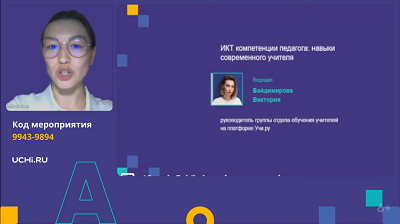 ИКТ компетенции педагога: навыки
современного учителя
Ведущая
Байдимирова
Виктория
руководитель группы отдела обучения учителей
на платформе Учи.ру
Код мероприятия
9943-9894
UCHi.RU